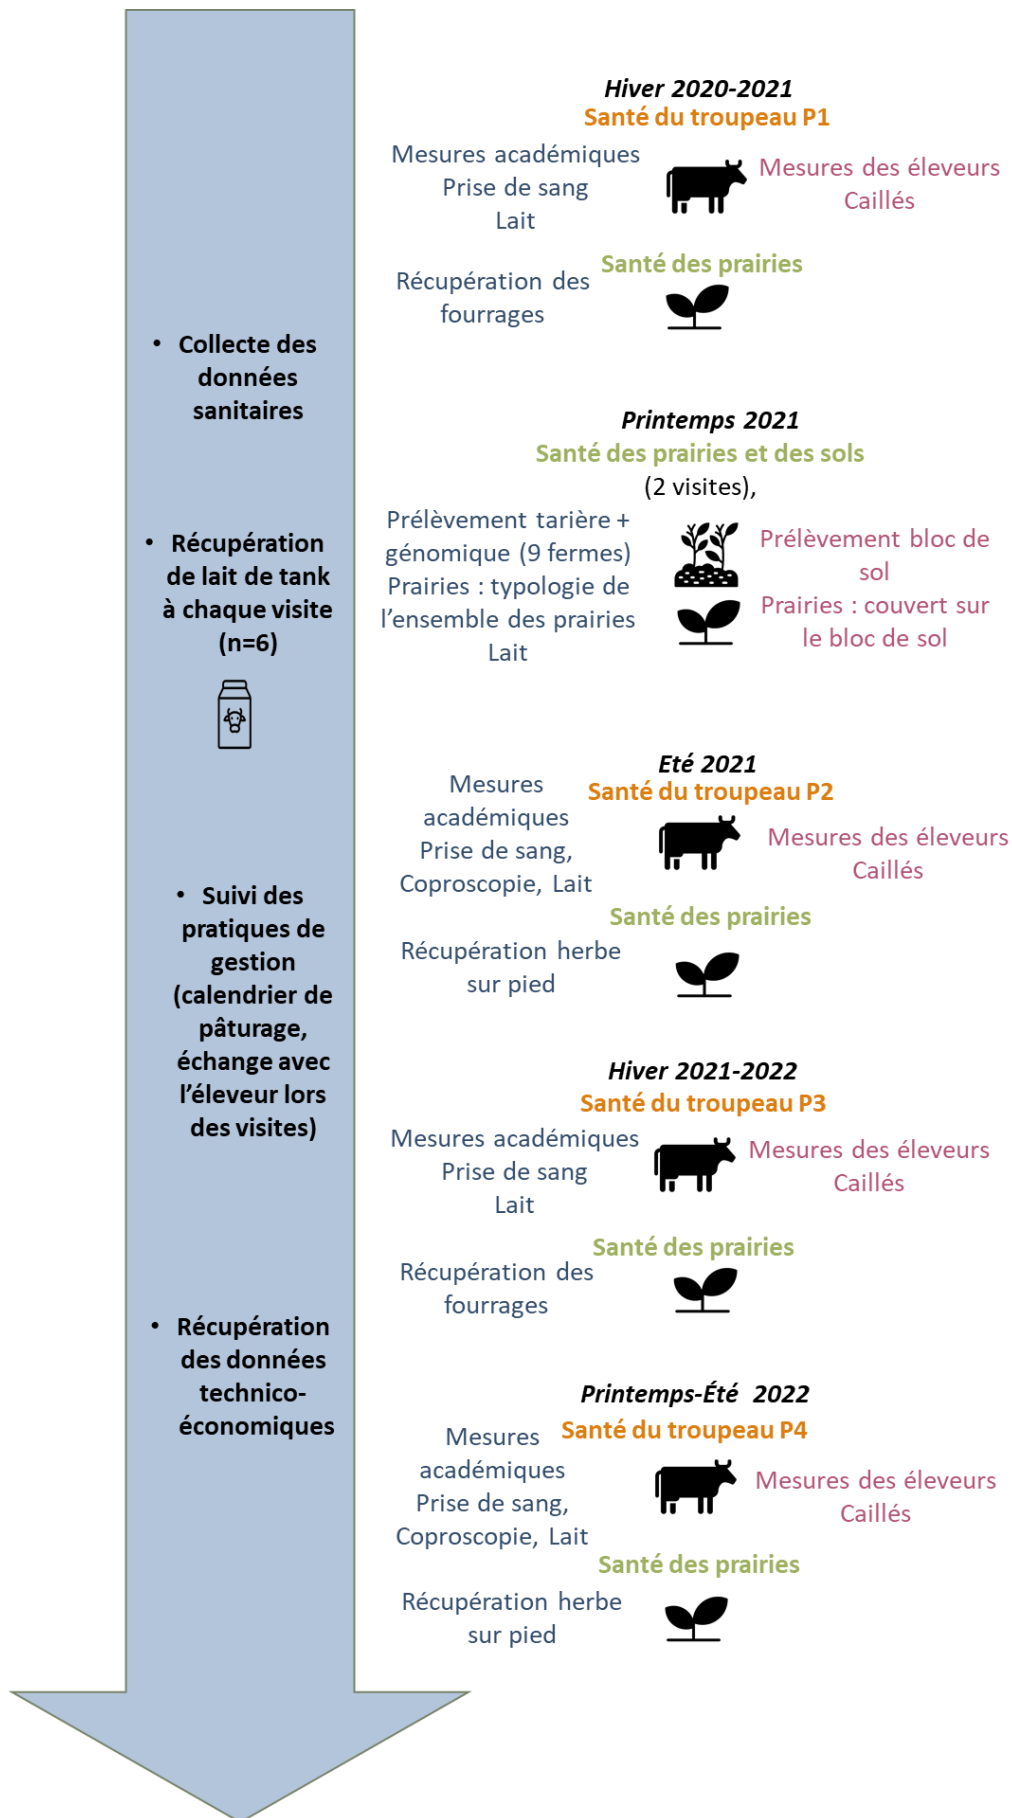 • Collecte des
données
sanitaires
• Récupération
de lait de tank
à chaque visite
(n=6)
• Suivi des
pratiques de
gestion
(calendrier de
pâturage,
échange avec
l’éleveur lors
des visites)
• Récupération
des données
technico-
économiques
Hiver 2020-2021
Santé du troupeau P1
Mesures académiques
Prise de sang
Lait
Mesures des éleveurs
Caillés
Santé des prairies
Récupération des
fourrages
Printemps 2021
Santé des prairies et des sols
(2 visites),
Prélèvement tarière +
génomique (9 fermes)
Prairies : typologie de
l’ensemble des prairies
Lait
Prélèvement bloc de
sol
Prairies : couvert sur
le bloc de sol
Eté 2021
Santé du troupeau P2
Mesures
académiques
Prise de sang,
Coproscopie, Lait
Mesures des éleveurs
Caillés
Santé des prairies
Récupération herbe
sur pied
Hiver 2021-2022
Santé du troupeau P3
Mesures académiques
Prise de sang
Lait
Mesures des éleveurs
Caillés
Santé des prairies
Récupération des
fourrages
Printemps-Été 2022
Santé du troupeau P4
Mesures
académiques
Prise de sang,
Coproscopie, Lait
Mesures des éleveurs
Caillés
Santé des prairies
Récupération herbe
sur pied